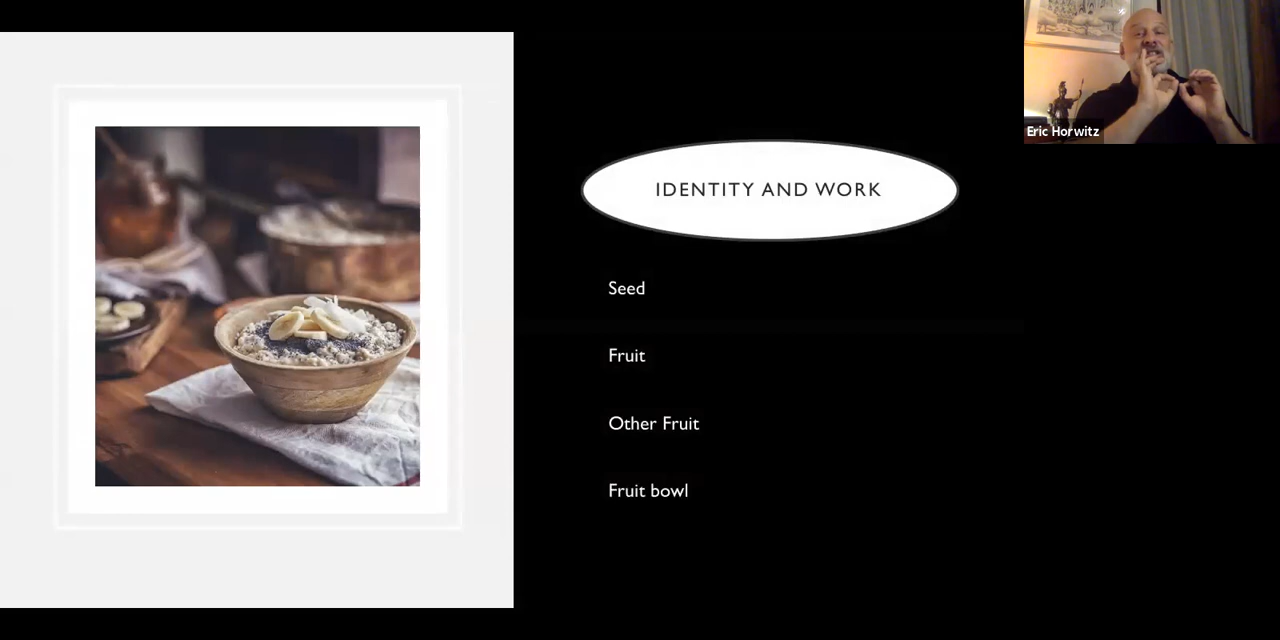 IDENTITY AND WORK
Seed
Fruit
Other Fruit
Fruit bowl
Eric Horwitz